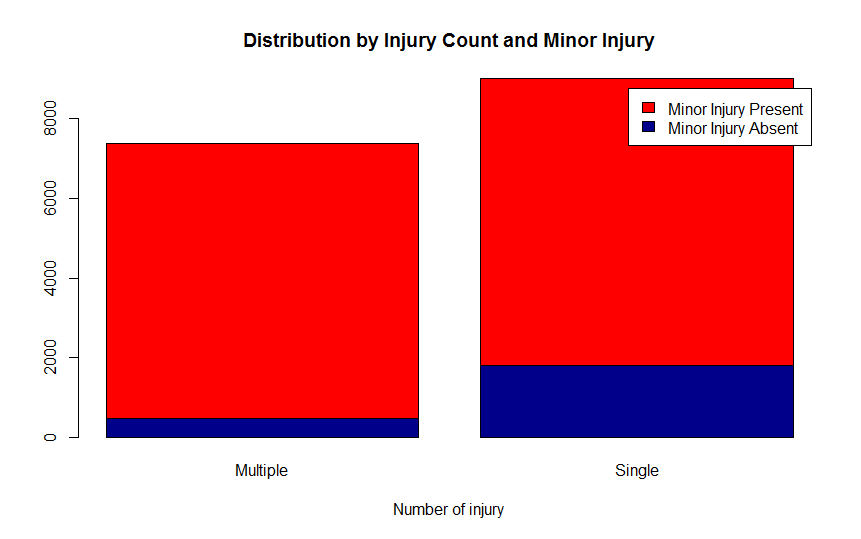 Distribution by Injury Count and Minor Injury
8000
6000
4000
2000
0
Minor Injury Present
Minor Injury Absent
Multiple
Single
Number of injury